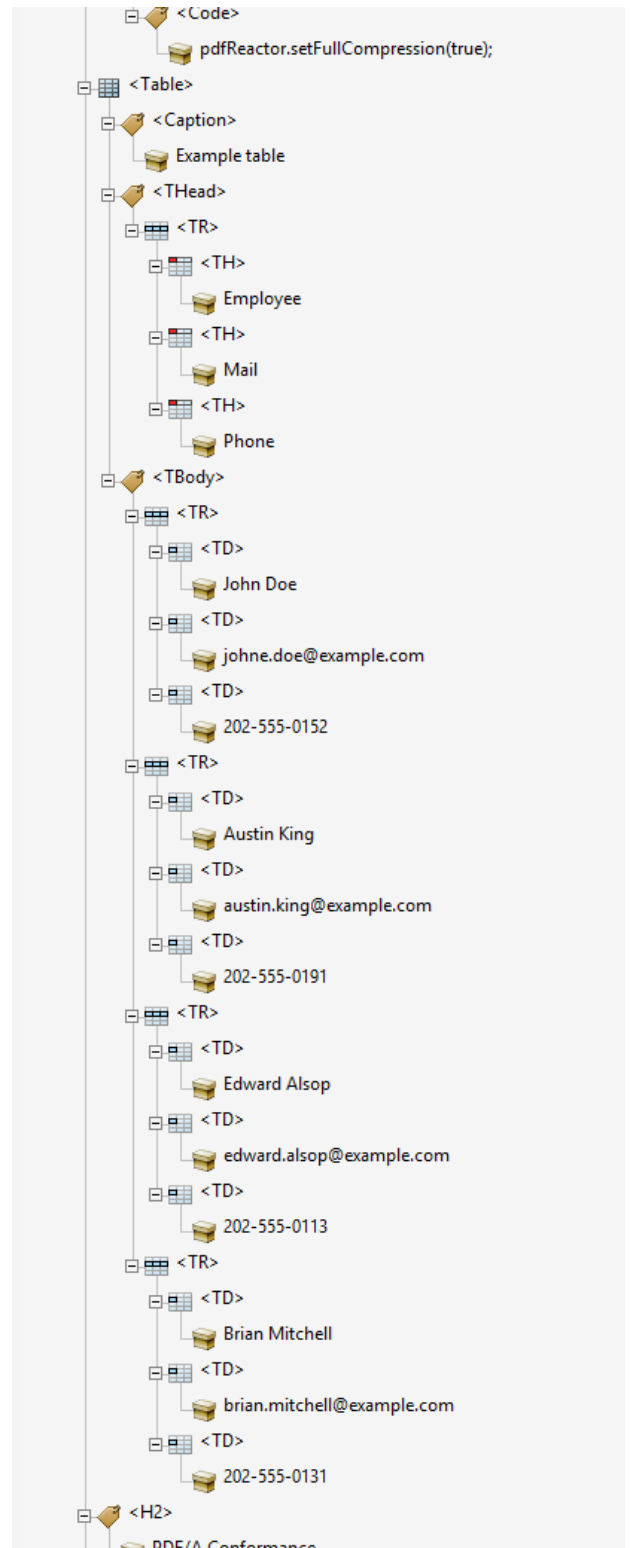 <Code>
pdfReactor.setFullCompression(true);
<Table>
<Caption>
Example table
<THead>
<TR>
<TH>
Employee
<TH>
Mail
<TH>
Phone
<TBody>
<TR>
<TD>
John Doe
<TD>
johne.doe@example.com
<TD>
202-555-0152
<TR>
<TD>
Austin King
<TD>
austin.king@example.com
<TD>
202-555-0191
<TR>
<TD>
Edward Alsop
<TD>
edward.alsop@example.com
<TD>
202-555-0113
<TR>
<TD>
Brian Mitchell
<TD>
brian.mitchell@example.com
<TD>
202-555-0131
<H2>
PDF/A Conformance